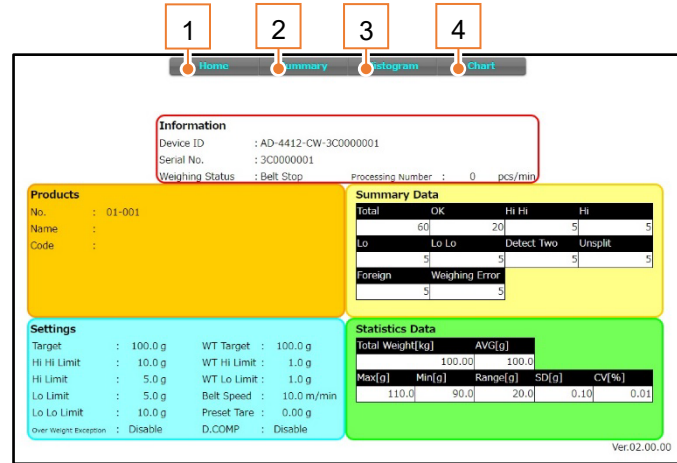 1 2 3 4
Home Summary Histogram Chart
Information
Device ID : AD-4412-CW-3C0000001
Serial No. : 3C0000001
Weighing Status : Belt Stop Processing Number : 0 pcs/min
Products
No. : 01-001
Name :
Code :
Summary Data
Total OK Hi Hi Hi
60 20 5 5
Lo Lo Lo Detect Two Unsplit
5 5 5 5
Foreign Weighing Error
5 5
Settings
Target : 100.0 g WT Target : 100.0 g
Hi Hi Limit : 10.0 g WT Hi Limit : 1.0 g
Hi Limit : 5.0 g WT Lo Limit : 1.0 g
Lo Limit : 5.0 g Belt Speed : 10.0 m/min
Lo Lo Limit : 10.0 g Preset Tare : 0.00 g
Over Weight Exception : Disable D.COMP : Disable
Statistics Data
Total Weight[kg] AVG[g]
100.00 100.0
Max[g] Min[g] Range[g] SD[g] CV[%]
110.0 90.0 20.0 0.10 0.01
Ver.02.00.00